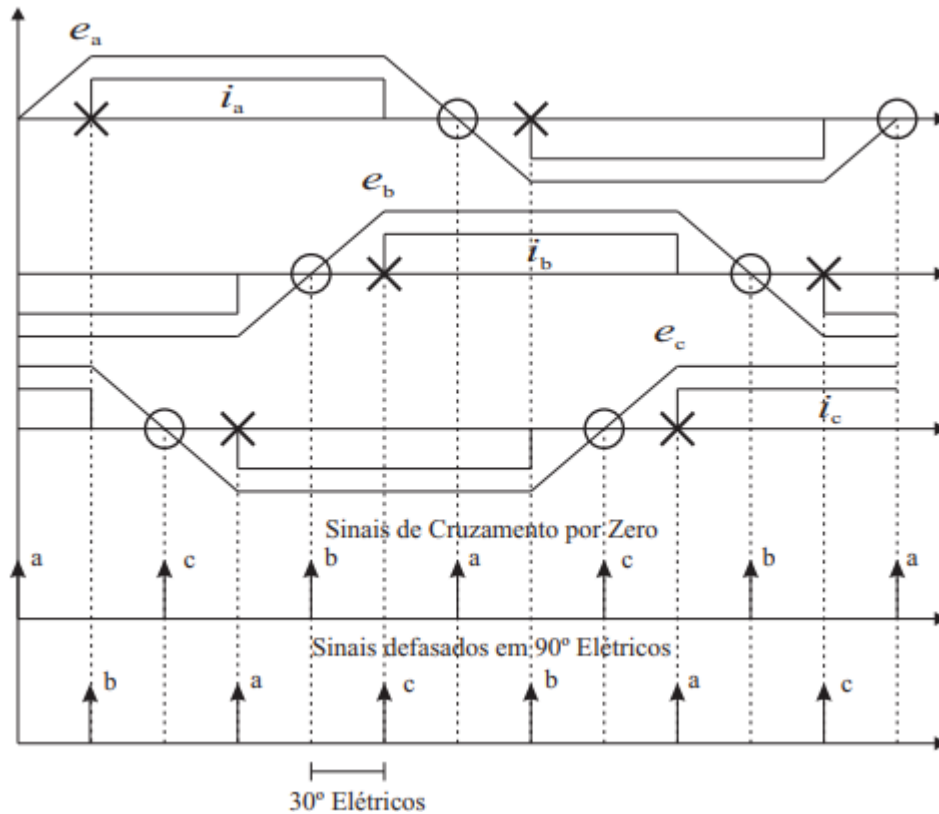 e_a
i_a
e_b
i_b
e_c
i_c
Sinais de Cruzamento por Zero
a c b a c b a
Sinais defasados em 90º Elétricos
b a c b a c
30º Elétricos